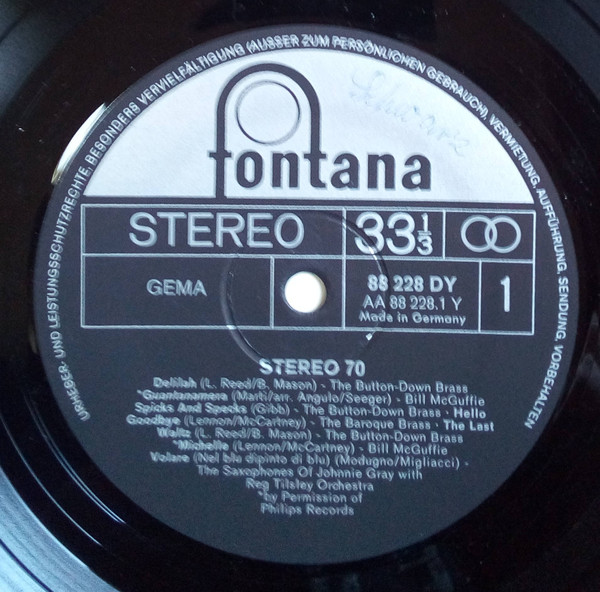 URHEBER- UND LEISTUNGSSCHUTZRECHTE, BESONDERS VERVIELFÄLTIGUNG (AUSSER ZUM PERSÖNLICHEN GEBRAUCH), VERMIETUNG, AUFFÜHRUNG, SENDUNG, VORBEHALTEN
fontana
STEREO 33 1/3
GEMA
88 228 DY
AA 88 228.1 Y
Made in Germany
1
STEREO 70
Delilah (L. Reed/B. Mason) - The Button-Down Brass
*Guantanamera (Marti/arr. Angulo/Seeger) - Bill McGuffie
Spicks And Specks (Gibb) - The Button-Down Brass · Hello
Goodbye (Lennon/McCartney) - The Baroque Brass · The Last
Waltz (L. Reed/B. Mason) - The Button-Down Brass
*Michelle (Lennon/McCartney) - Bill McGuffie
Volare (Nel blu dipinto di blu) (Modugno/Migliacci) -
The Saxophones Of Johnnie Gray with
Reg Tilsley Orchestra
*by Permission of
Philips Records